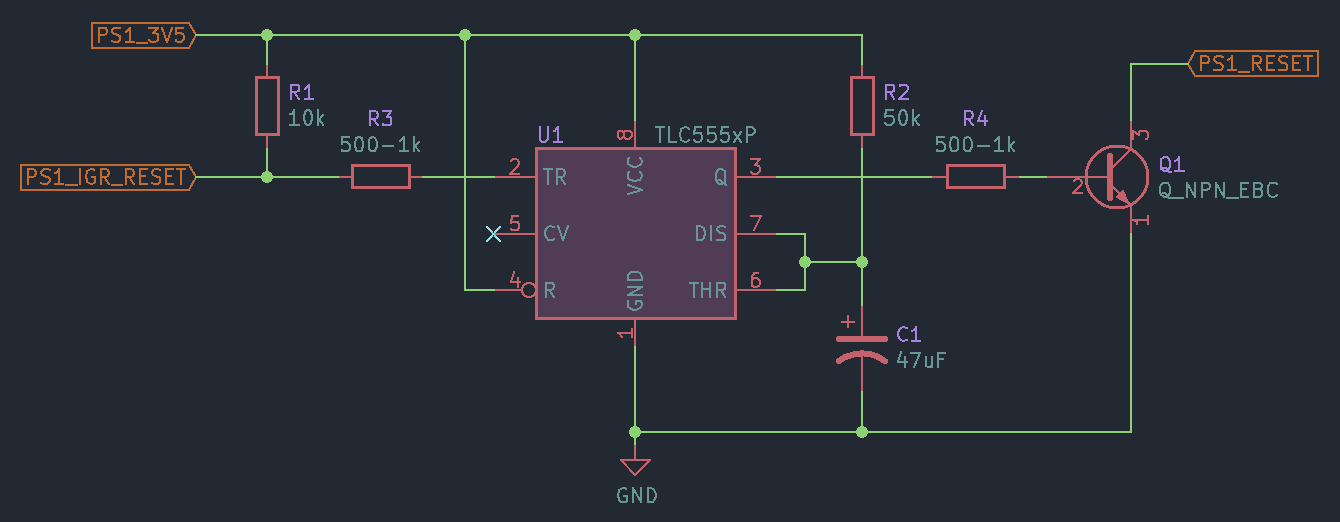 PS1_3V5
PS1_RESET
R1
10k
R3
500-1k
R2
50k
R4
500-1k
U1
8
TLC555xP
3
PS1_IGR_RESET
2
TR
VCC
Q
3
2
Q1
Q_NPN_EBC
1
5
CV
DIS
7
4
R
GND
THR
6
1
+
C1
47uF
GND